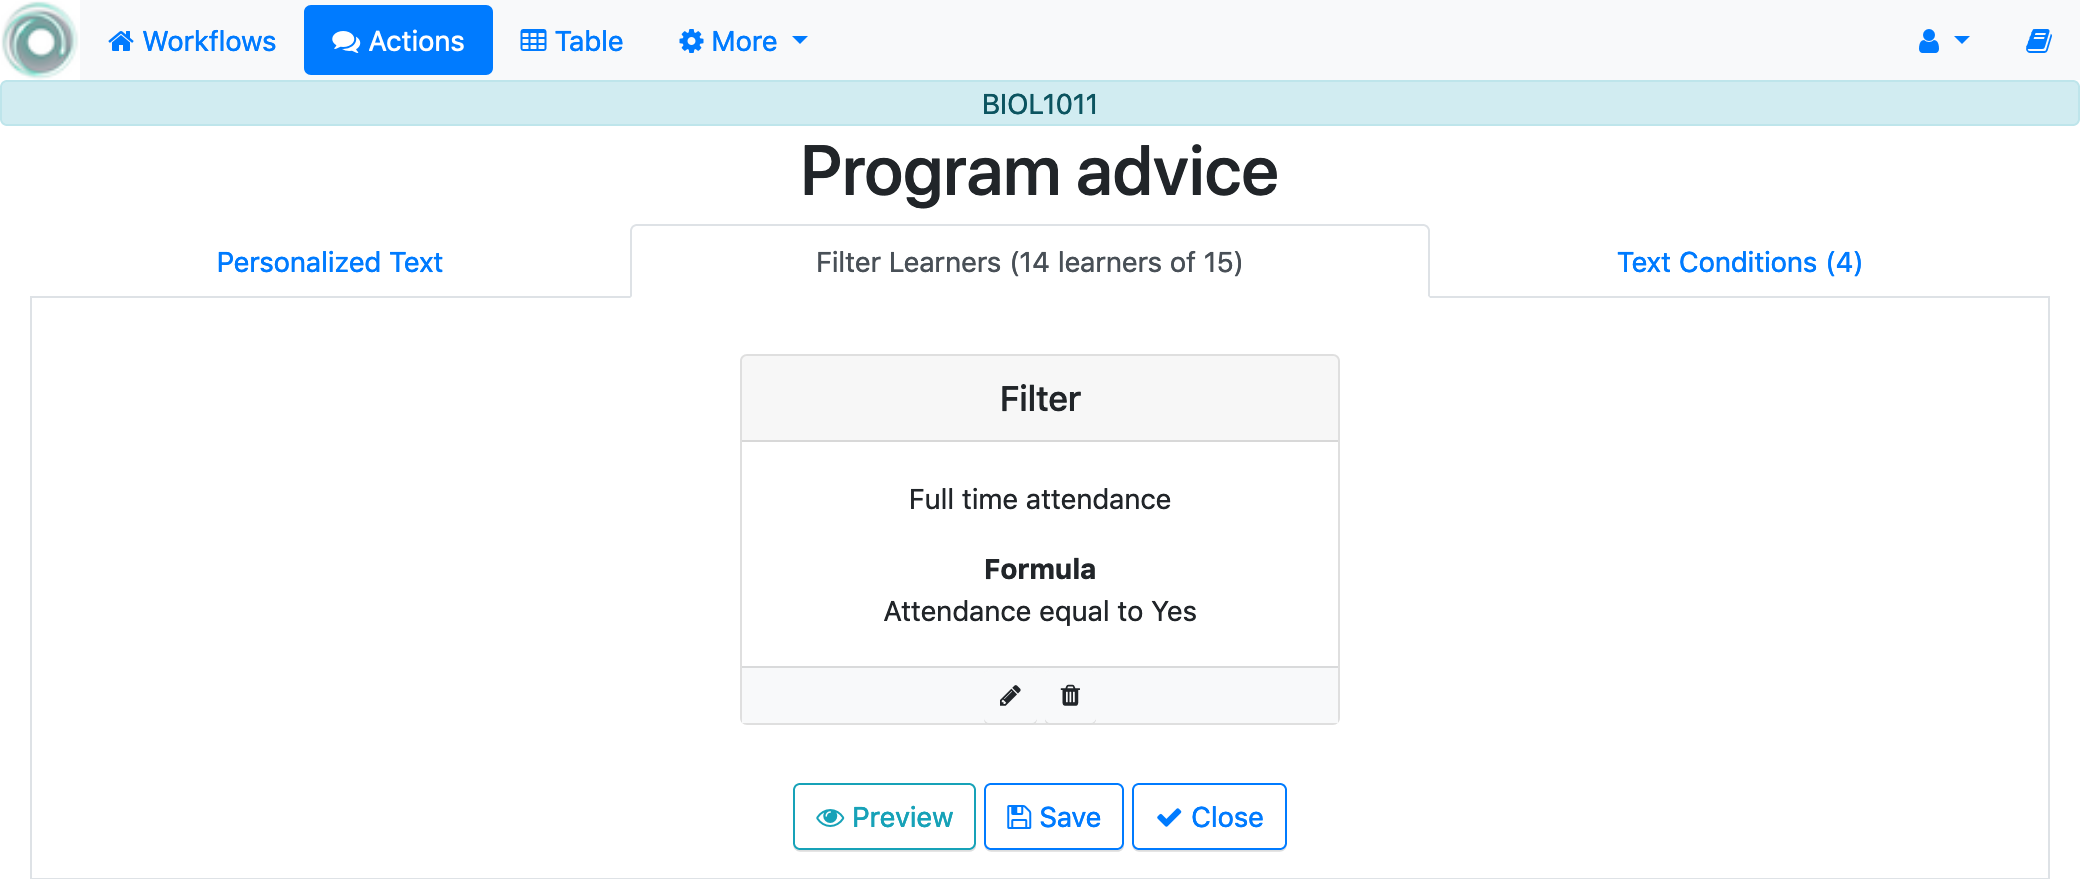 Workflows Actions Table More
BIOL1011
Program advice
Personalized Text Filter Learners (14 learners of 15) Text Conditions (4)
Filter
Full time attendance
Formula
Attendance equal to Yes
Preview Save Close